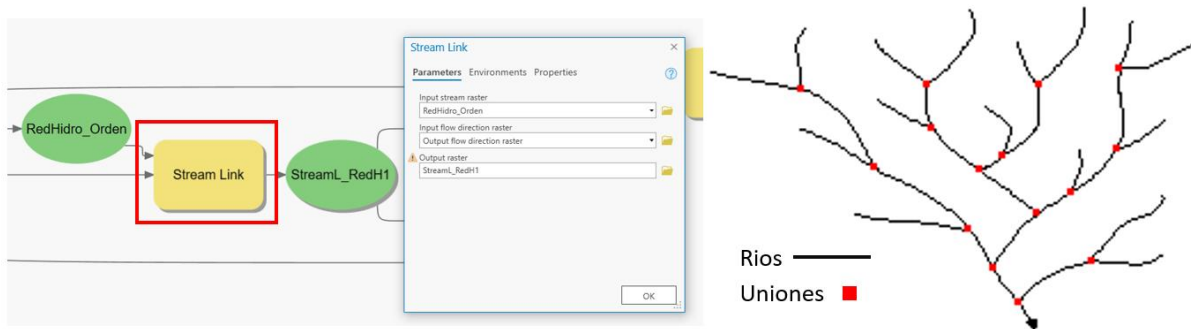 RedHidro_Orden
Stream Link
StreamL_RedH1
Stream Link
Parameters Environments Properties
Input stream raster
RedHidro_Orden
Input flow direction raster
Output flow direction raster
Output raster
StreamL_RedH1
OK
Rios
Uniones